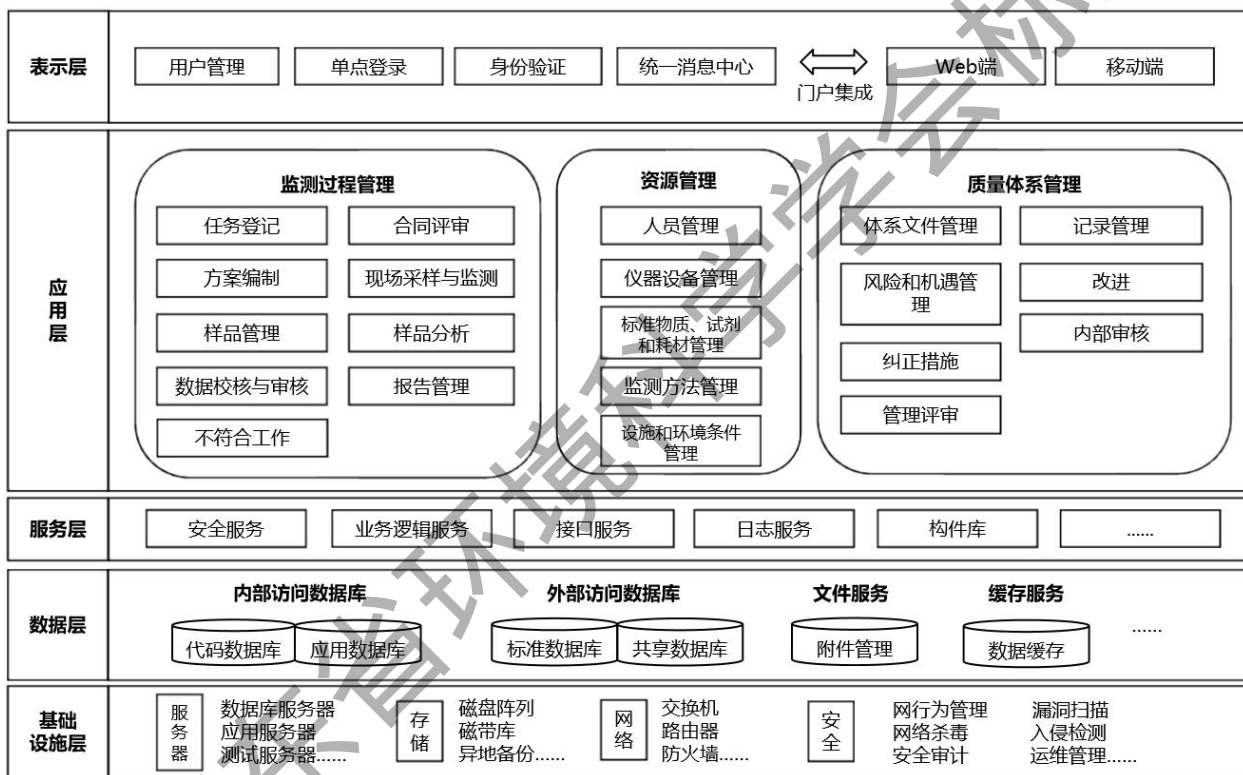 表示层
用户管理
单点登录
身份验证
统一消息中心
门户集成
Web端
移动端
应
用
层
监测过程管理
任务登记
合同评审
方案编制
现场采样与监测
样品管理
样品分析
数据校核与审核
报告管理
不符合工作
资源管理
人员管理
仪器设备管理
标准物质、试剂
和耗材管理
监测方法管理
设施和环境条件
管理
质量体系管理
体系文件管理
记录管理
风险和机遇管
理
改进
内部审核
纠正措施
管理评审
服务层
安全服务
业务逻辑服务
接口服务
日志服务
构件库
......
数据层
内部访问数据库
代码数据库
应用数据库
外部访问数据库
标准数据库
共享数据库
文件服务
附件管理
缓存服务
数据缓存
......
基础
设施层
服
务
器
数据库服务器
应用服务器
测试服务器......
存
储
磁盘阵列
磁带库
异地备份......
网
络
交换机
路由器
防火墙......
安
全
网行为管理
网络杀毒
安全审计
漏洞扫描
入侵检测
运维管理......
东省环境科学学会标